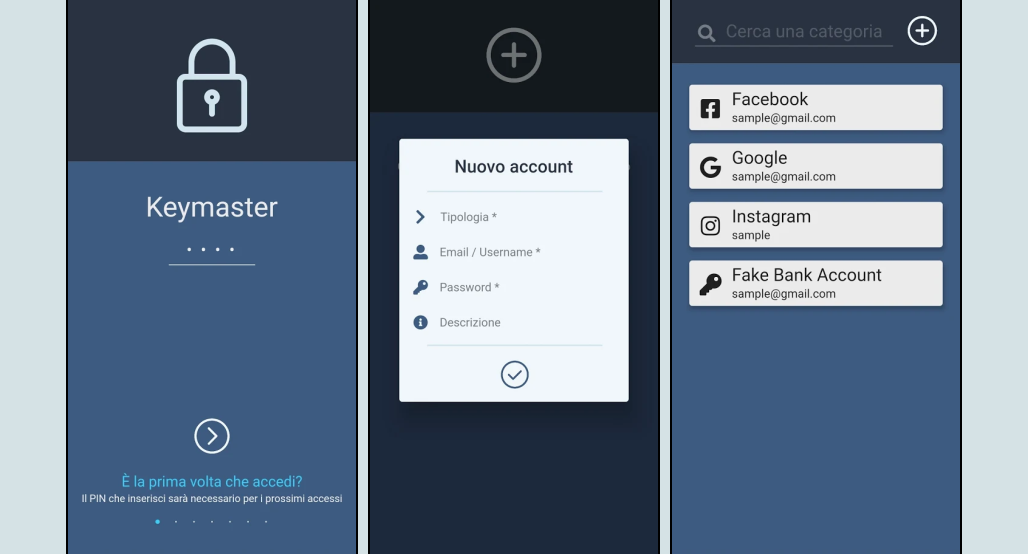 Keymaster
È la prima volta che accedi?
Il PIN che inserisci sarà necessario per i prossimi accessi
Nuovo account
Tipologia *
Email / Username *
Password *
Descrizione
Cerca una categoria
Facebook
sample@gmail.com
Google
sample@gmail.com
Instagram
sample
Fake Bank Account
sample@gmail.com